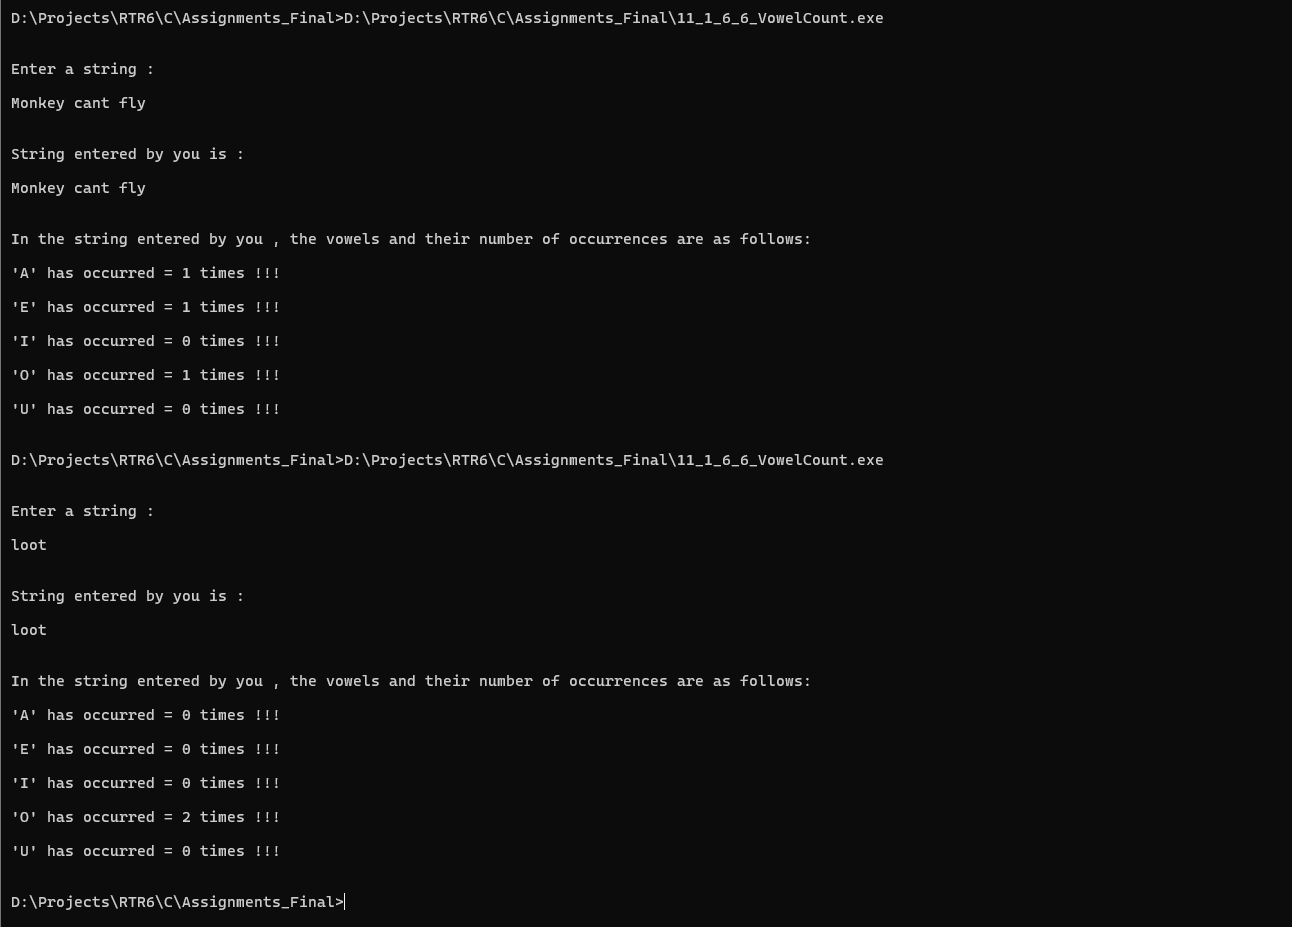 D:\Projects\RTR6\C\Assignments_Final>D:\Projects\RTR6\C\Assignments_Final\11_1_6_6_VowelCount.exe
Enter a string :
Monkey cant fly
String entered by you is :
Monkey cant fly
In the string entered by you , the vowels and their number of occurrences are as follows:
'A' has occurred = 1 times !!!
'E' has occurred = 1 times !!!
'I' has occurred = 0 times !!!
'O' has occurred = 1 times !!!
'U' has occurred = 0 times !!!
D:\Projects\RTR6\C\Assignments_Final>D:\Projects\RTR6\C\Assignments_Final\11_1_6_6_VowelCount.exe
Enter a string :
loot
String entered by you is :
loot
In the string entered by you , the vowels and their number of occurrences are as follows:
'A' has occurred = 0 times !!!
'E' has occurred = 0 times !!!
'I' has occurred = 0 times !!!
'O' has occurred = 2 times !!!
'U' has occurred = 0 times !!!
D:\Projects\RTR6\C\Assignments_Final>